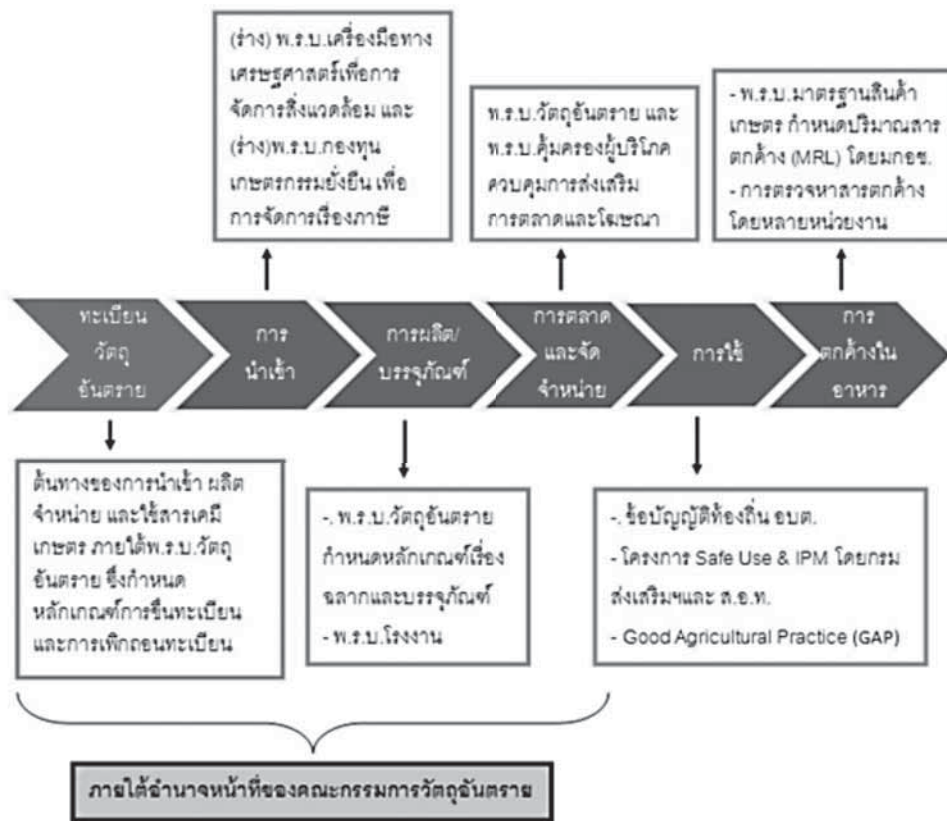 (ร่าง) พ.ร.บ.เครื่องมือทาง
เศรษฐศาสตร์เพื่อการ
จัดการสิ่งแวดล้อม และ
(ร่าง)พ.ร.บ.กองทุน
เกษตรกรรมยั่งยืน เพื่อ
การจัดการเรื่องภาษี
พ.ร.บ.วัตถุอันตราย และ
พ.ร.บ.คุ้มครองผู้บริโภค
ควบคุมการส่งเสริม
การตลาดและโฆษณา
- พ.ร.บ.มาตรฐานสินค้า
เกษตร กำหนดปริมาณสาร
ตกค้าง (MRL) โดยมกอช.
- การตรวจหาสารตกค้าง
โดยหลายหน่วยงาน
ทะเบียน
วัตถุ
อันตราย
การ
นำเข้า
การผลิต/
บรรจุภัณฑ์
การตลาด
และจัด
จำหน่าย
การใช้
การ
ตกค้างใน
อาหาร
ต้นทางของการนำเข้า ผลิต
จำหน่าย และใช้สารเคมี
เกษตร ภายใต้พ.ร.บ.วัตถุ
อันตราย ซึ่งกำหนด
หลักเกณฑ์การขึ้นทะเบียน
และการเพิกถอนทะเบียน
-. พ.ร.บ.วัตถุอันตราย
กำหนดหลักเกณฑ์เรื่อง
ฉลากและบรรจุภัณฑ์
- พ.ร.บ.โรงงาน
-. ข้อบัญญัติท้องถิ่น อบต.
- โครงการ Safe Use & IPM โดยกรม
ส่งเสริมฯและ ส.อ.ท.
- Good Agricultural Practice (GAP)
ภายใต้อำนาจหน้าที่ของคณะกรรมการวัตถุอันตราย